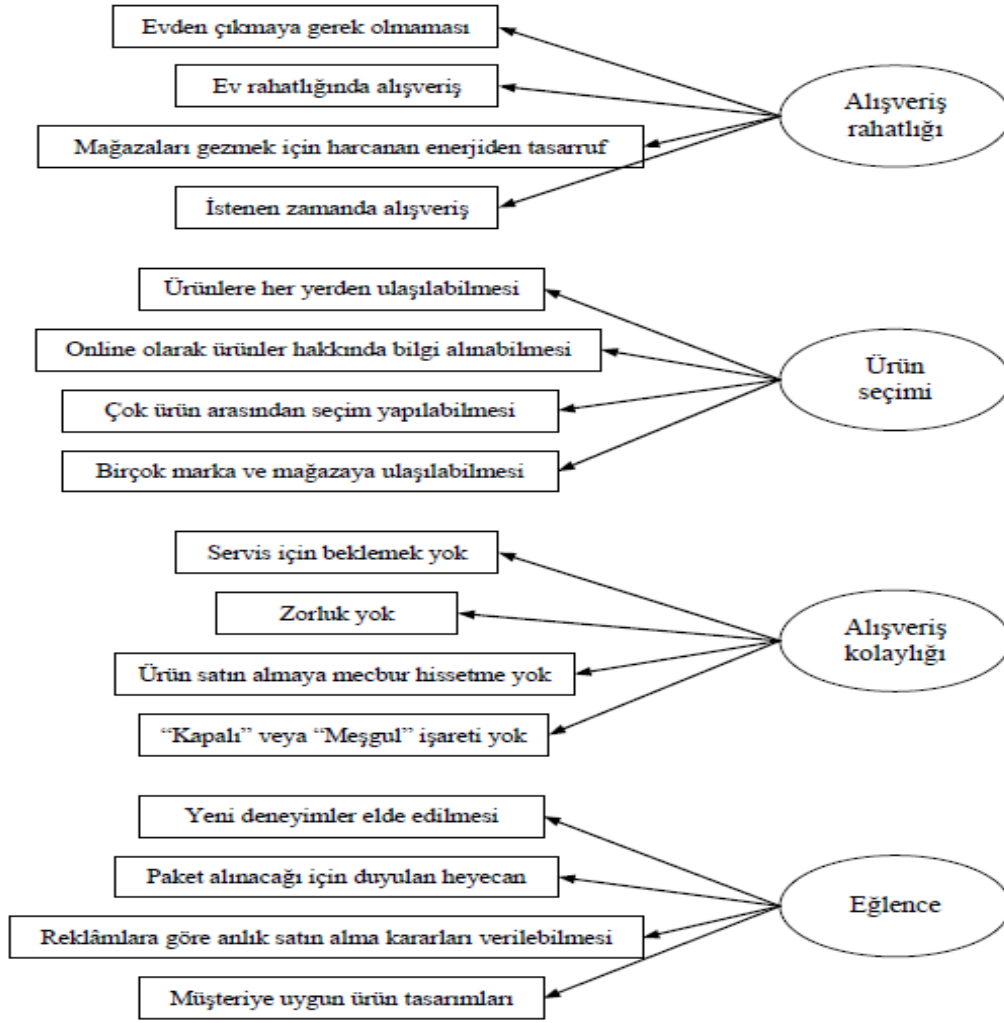 Evden çıkmaya gerek olmaması
Ev rahatlığında alışveriş
Mağazaları gezmek için harcanan enerjiden tasarruf
İstenen zamanda alışveriş
Alışveriş
rahatlığı
Ürünlere her yerden ulaşılabilmesi
Online olarak ürünler hakkında bilgi alınabilmesi
Çok ürün arasından seçim yapılabilmesi
Birçok marka ve mağazaya ulaşılabilmesi
Ürün
seçimi
Servis için beklemek yok
Zorluk yok
Ürün satın almaya mecbur hissetme yok
“Kapalı” veya “Meşgul” işareti yok
Alışveriş
kolaylığı
Yeni deneyimler elde edilmesi
Paket alınacağı için duyulan heyecan
Reklâmlara göre anlık satın alma kararları verilebilmesi
Müşteriye uygun ürün tasarımları
Eğlence